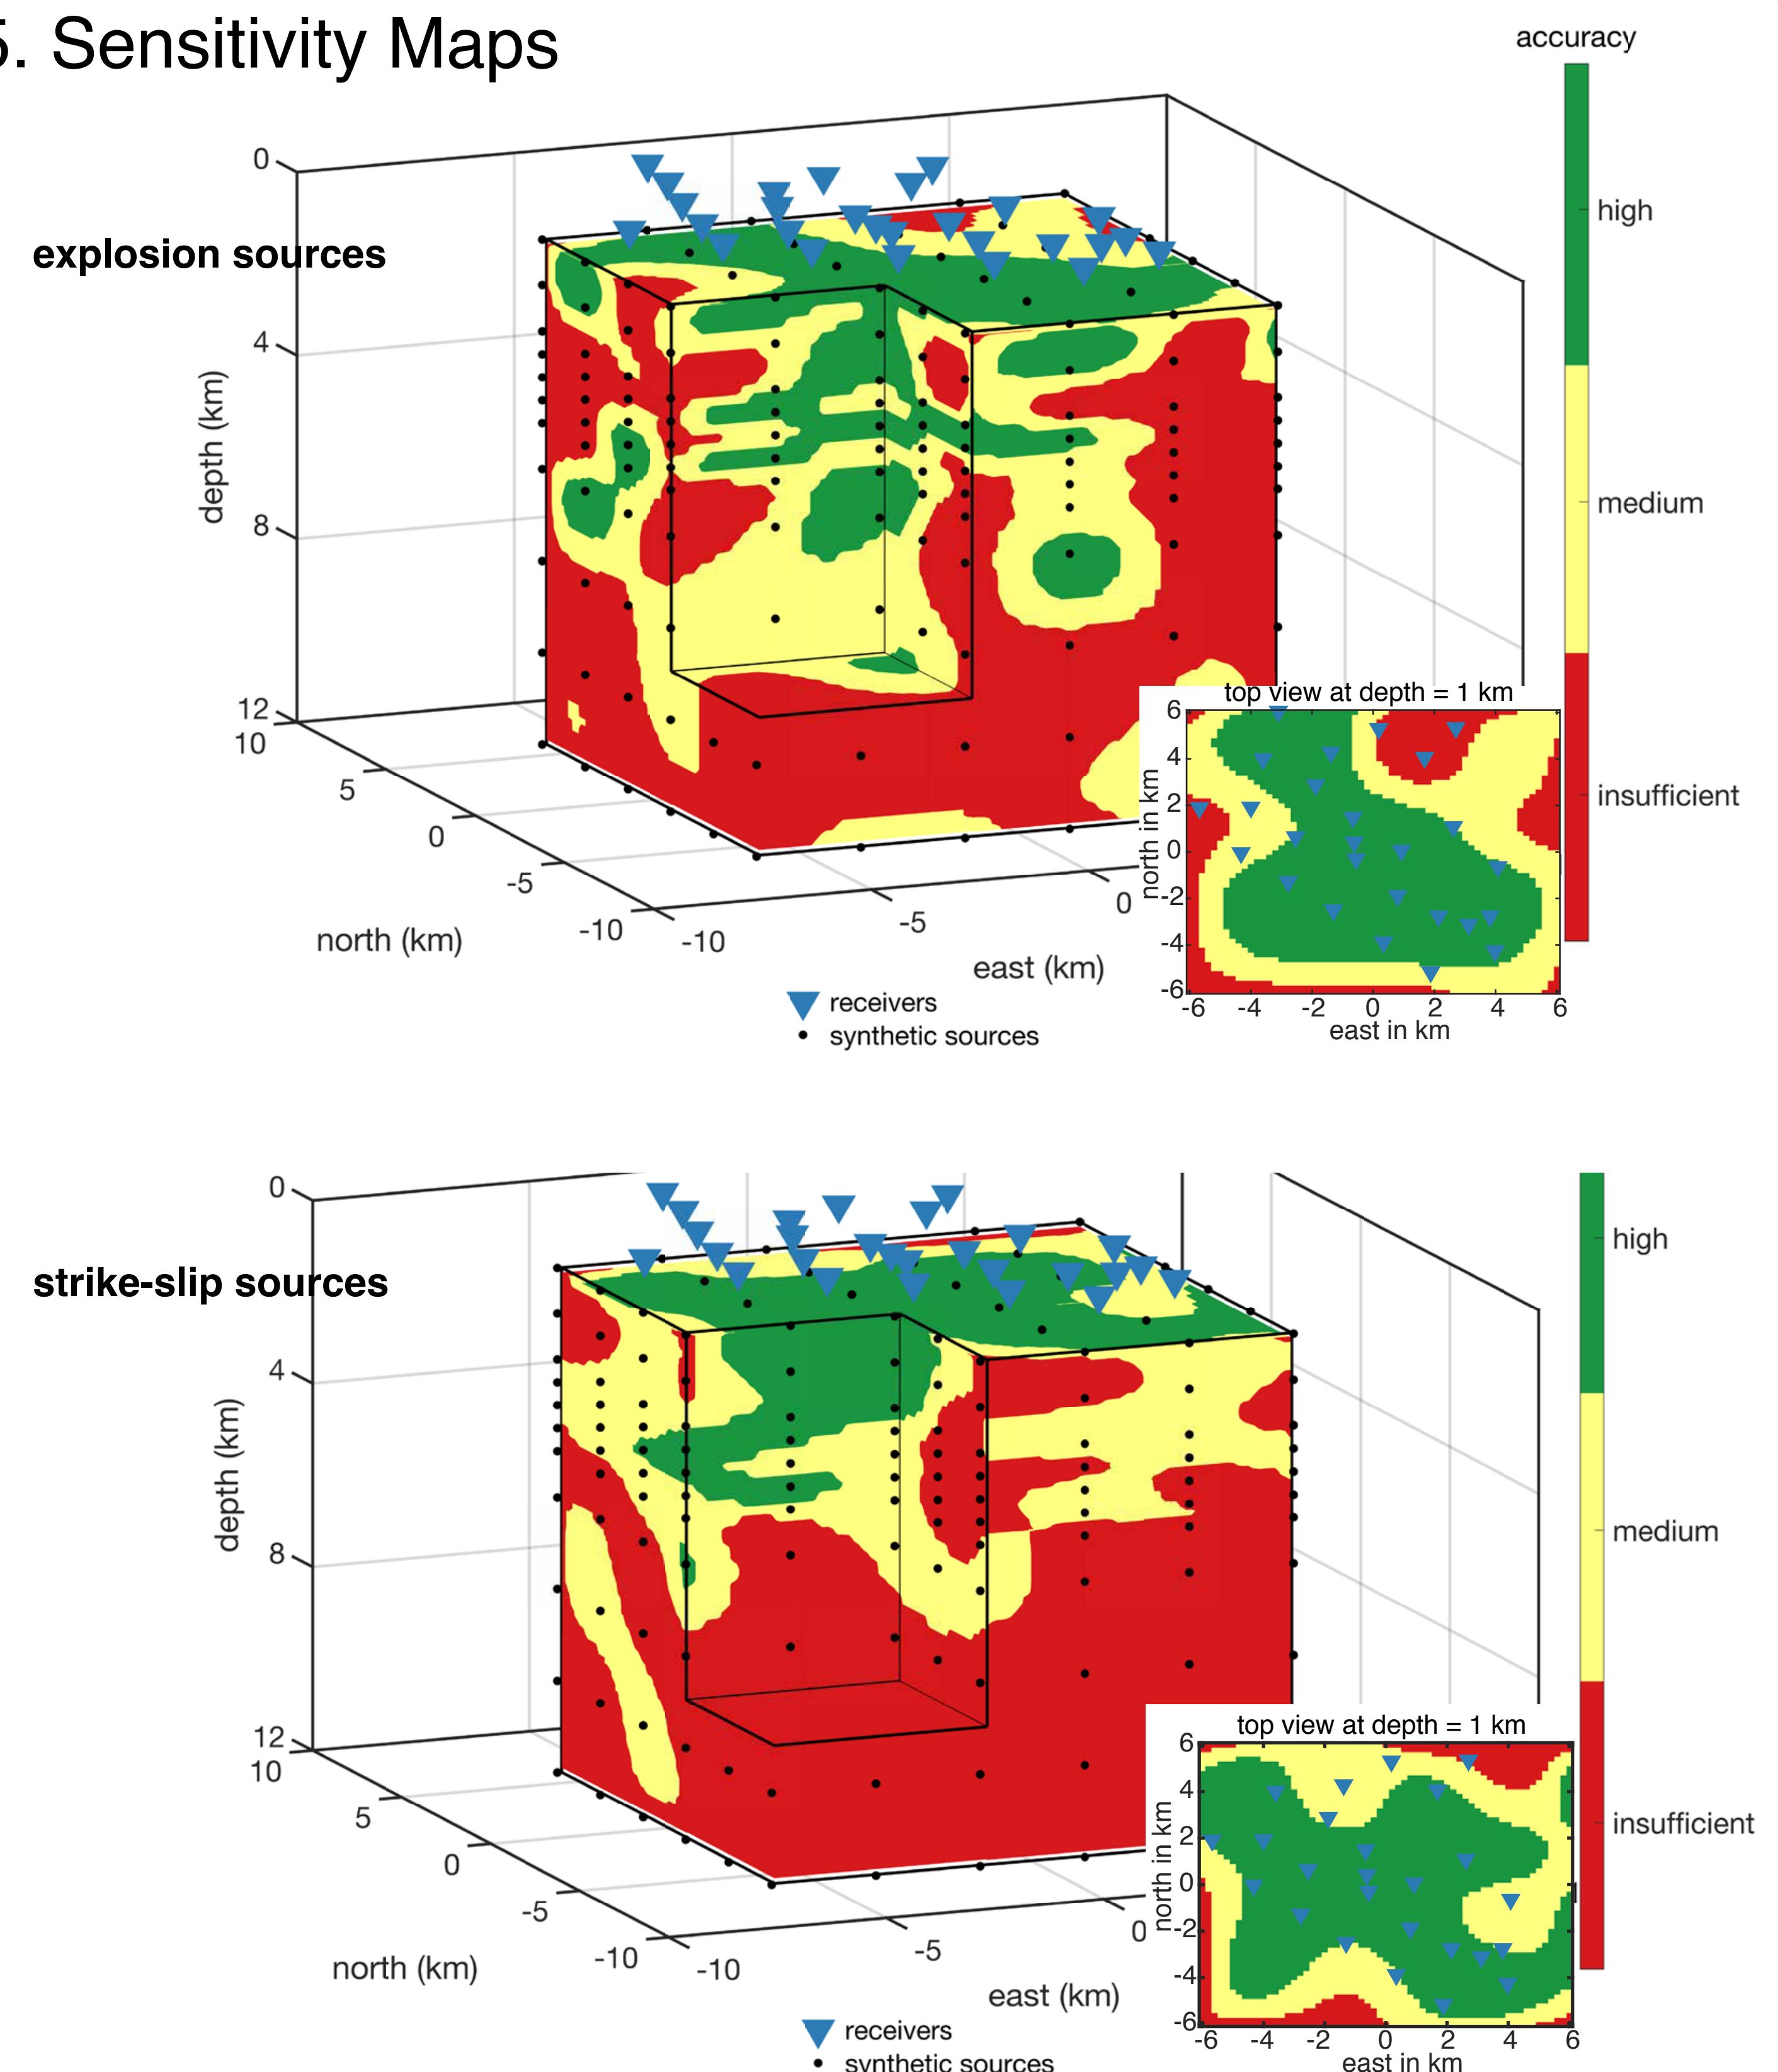 5. Sensitivity Maps
accuracy
high
medium
insufficient
explosion sources
0
4
8
12
depth (km)
10
5
0
-5
-10
north (km)
-10
-5
0
east (km)
receivers
synthetic sources
top view at depth = 1 km
6
4
2
0
-2
-4
-6
north in km
-6
-4
-2
0
2
4
6
east in km
strike-slip sources
high
medium
insufficient
0
4
8
12
depth (km)
10
5
0
-5
-10
north (km)
-10
-5
0
east (km)
receivers
synthetic sources
top view at depth = 1 km
6
4
2
0
-2
-4
-6
north in km
-6
-4
-2
0
2
4
6
east in km